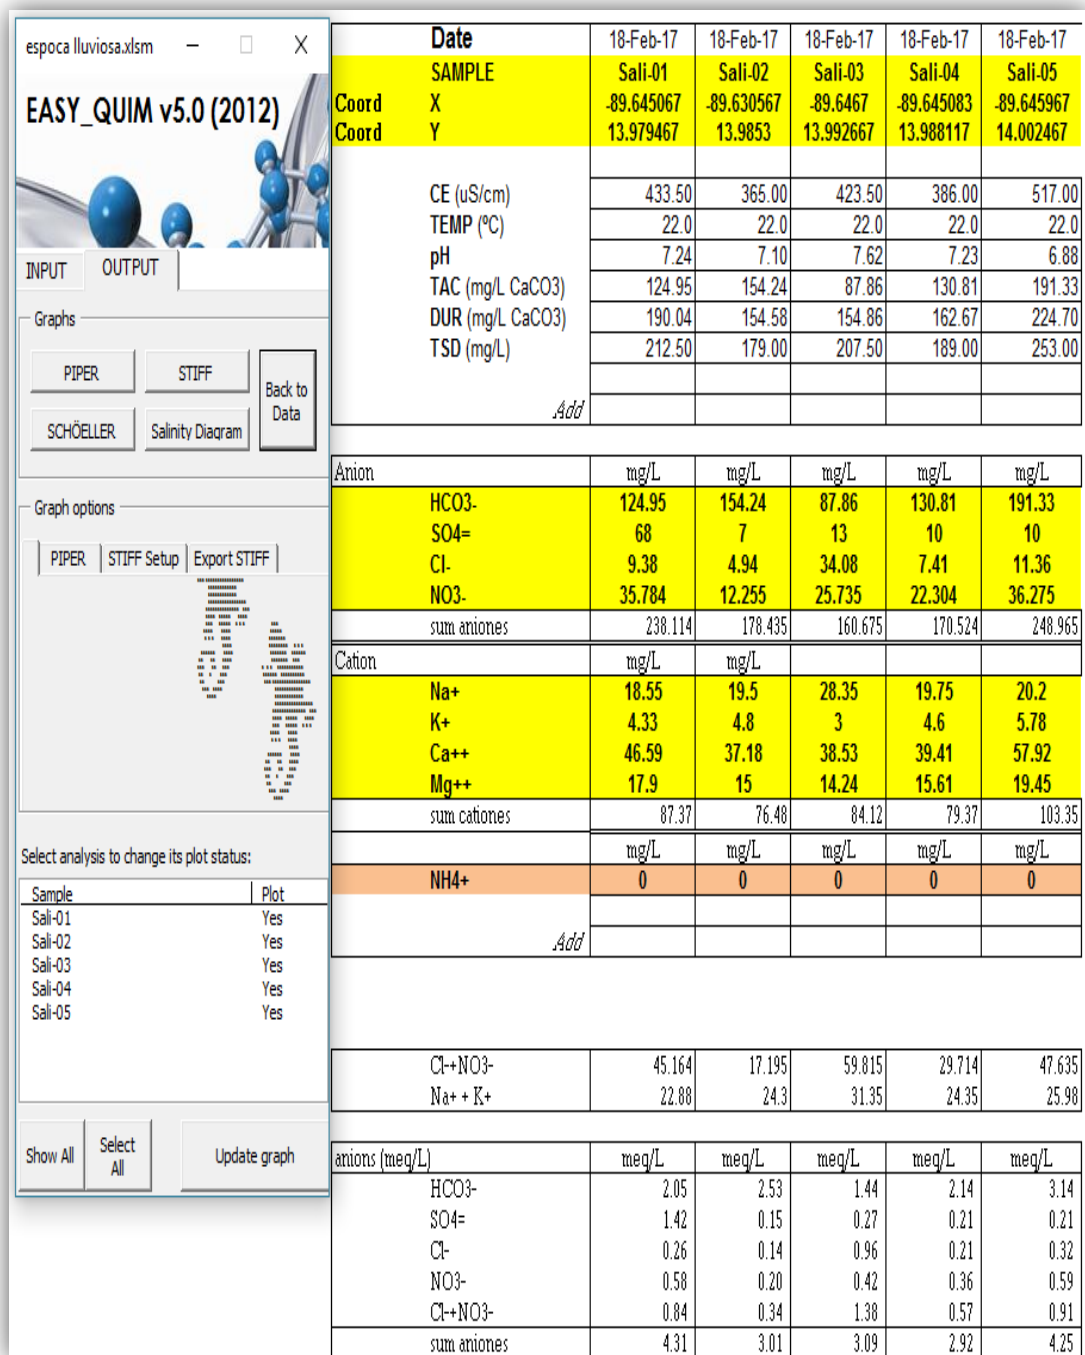 espoca lluviosa.xlsm
EASY_QUIM v5.0 (2012)
INPUT OUTPUT
Graphs
PIPER STIFF
Back to Data
SCHÖELLER Salinity Diagram
Graph options
PIPER STIFF Setup Export STIFF
Select analysis to change its plot status:
Sample Plot
Sali-01 Yes
Sali-02 Yes
Sali-03 Yes
Sali-04 Yes
Sali-05 Yes
Show All Select All Update graph
Date 18-Feb-17 18-Feb-17 18-Feb-17 18-Feb-17 18-Feb-17
SAMPLE Sali-01 Sali-02 Sali-03 Sali-04 Sali-05
Coord X -89.645067 -89.630567 -89.6467 -89.645083 -89.645967
Coord Y 13.979467 13.9853 13.992667 13.988117 14.002467
CE (uS/cm) 433.50 365.00 423.50 386.00 517.00
TEMP (ºC) 22.0 22.0 22.0 22.0 22.0
pH 7.24 7.10 7.62 7.23 6.88
TAC (mg/L CaCO3) 124.95 154.24 87.86 130.81 191.33
DUR (mg/L CaCO3) 190.04 154.58 154.86 162.67 224.70
TSD (mg/L) 212.50 179.00 207.50 189.00 253.00
Add
Anion mg/L mg/L mg/L mg/L mg/L
HCO3- 124.95 154.24 87.86 130.81 191.33
SO4= 68 7 13 10 10
Cl- 9.38 4.94 34.08 7.41 11.36
NO3- 35.784 12.255 25.735 22.304 36.275
sum aniones 238.114 178.435 160.675 170.524 248.965
Cation mg/L mg/L
Na+ 18.55 19.5 28.35 19.75 20.2
K+ 4.33 4.8 3 4.6 5.78
Ca++ 46.59 37.18 38.53 39.41 57.92
Mg++ 17.9 15 14.24 15.61 19.45
sum cationes 87.37 76.48 84.12 79.37 103.35
mg/L mg/L mg/L mg/L mg/L
NH4+ 0 0 0 0 0
Add
Cl-+NO3- 45.164 17.195 59.815 29.714 47.635
Na+ + K+ 22.88 24.3 31.35 24.35 25.98
anions (meq/L) meq/L meq/L meq/L meq/L meq/L
HCO3- 2.05 2.53 1.44 2.14 3.14
SO4= 1.42 0.15 0.27 0.21 0.21
Cl- 0.26 0.14 0.96 0.21 0.32
NO3- 0.58 0.20 0.42 0.36 0.59
Cl-+NO3- 0.84 0.34 1.38 0.57 0.91
sum aniones 4.31 3.01 3.09 2.92 4.25